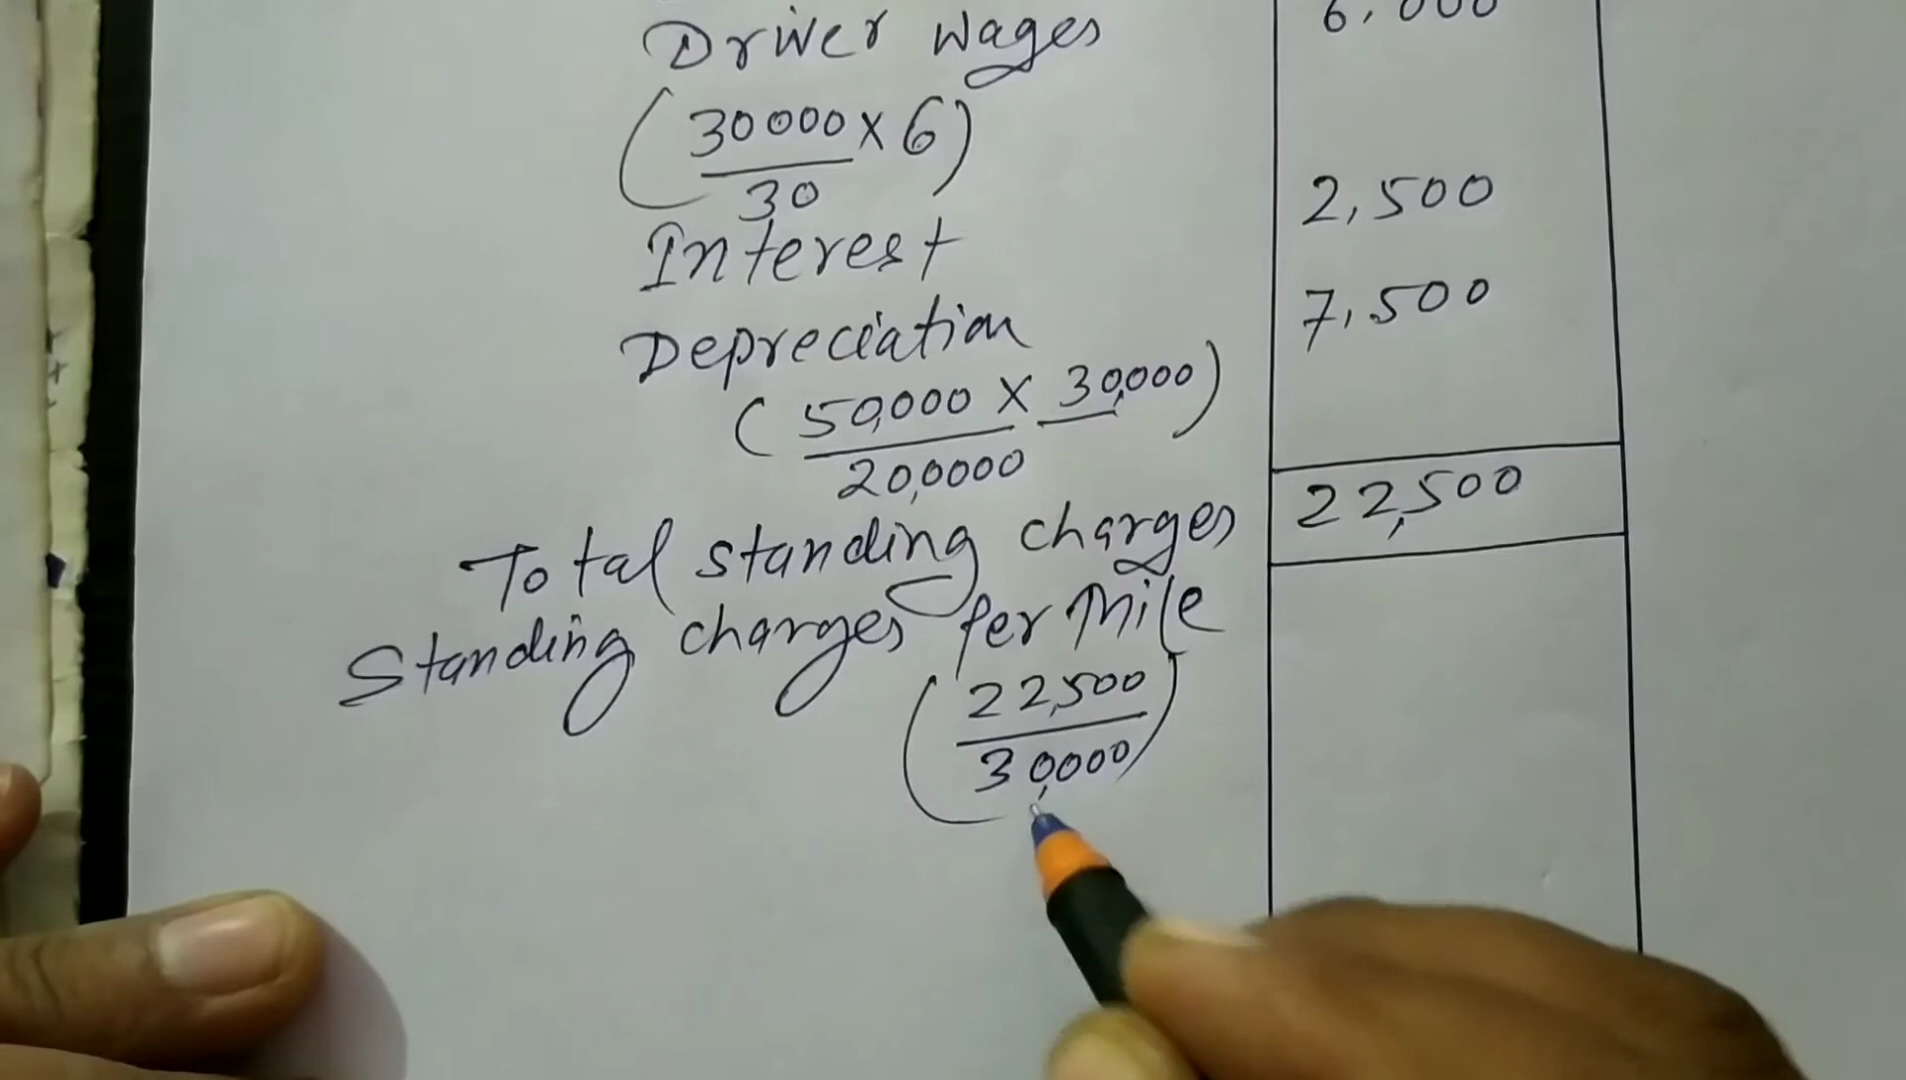 Driver wages 6,000
(30000 × 6)
30
2,500
Interest
7,500
Depreciation
(50,000 × 30,000)
20,0000
Total standing charges 22,500
Standing charges per mile
(22,500)
30,000